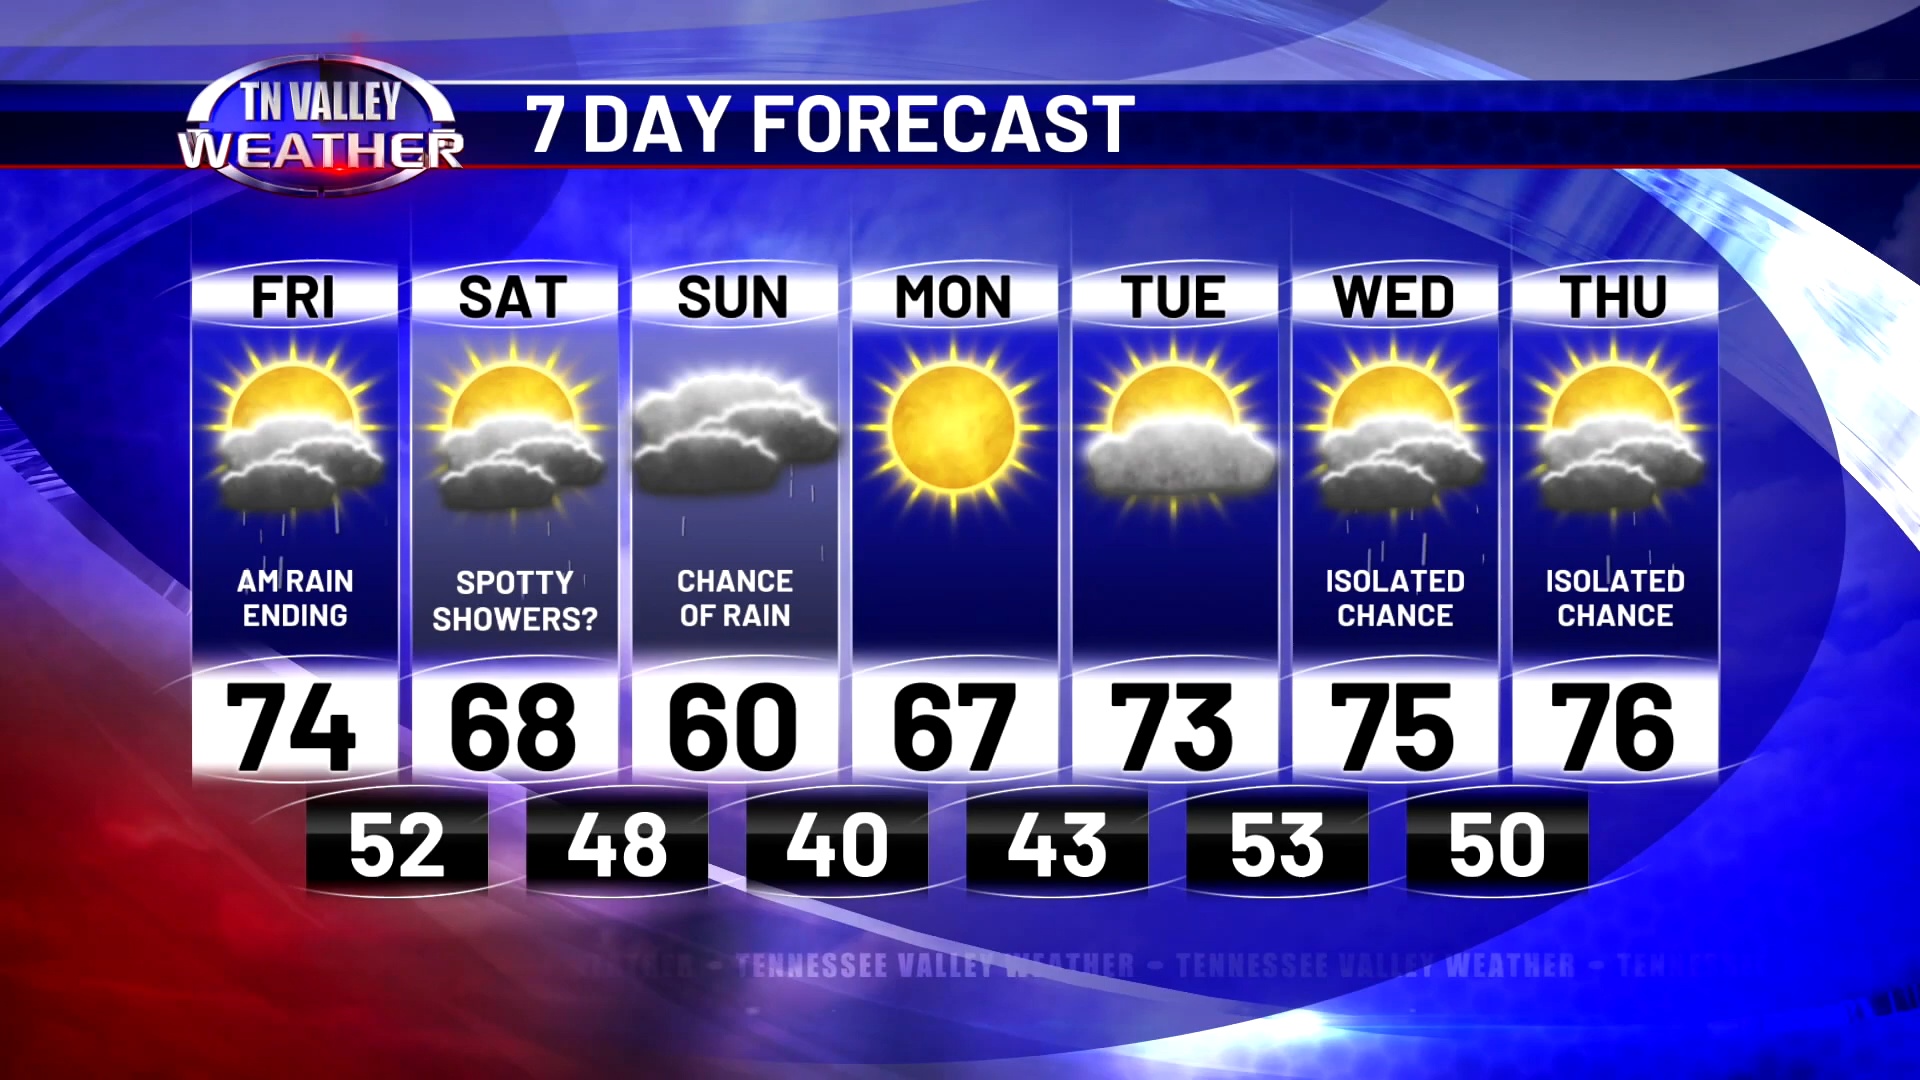 TN VALLEY
WEATHER
7 DAY FORECAST
FRI
SAT
SUN
MON
TUE
WED
THU
AM RAIN
ENDING
SPOTTY
SHOWERS?
CHANCE
OF RAIN
ISOLATED
CHANCE
ISOLATED
CHANCE
74
68
60
67
73
75
76
52
48
40
43
53
50
WEATHER - TENNESSEE VALLEY WEATHER - TENNESSEE VALLEY WEATHER -